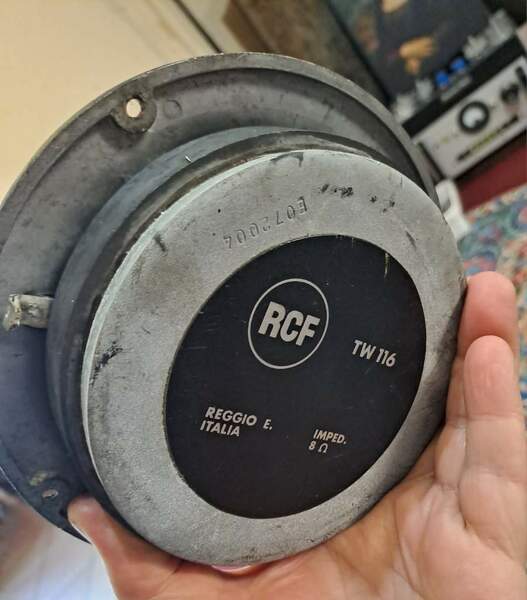 E072004
RCF
TW 116
REGGIO E.
ITALIA
IMPED.
8 Ω